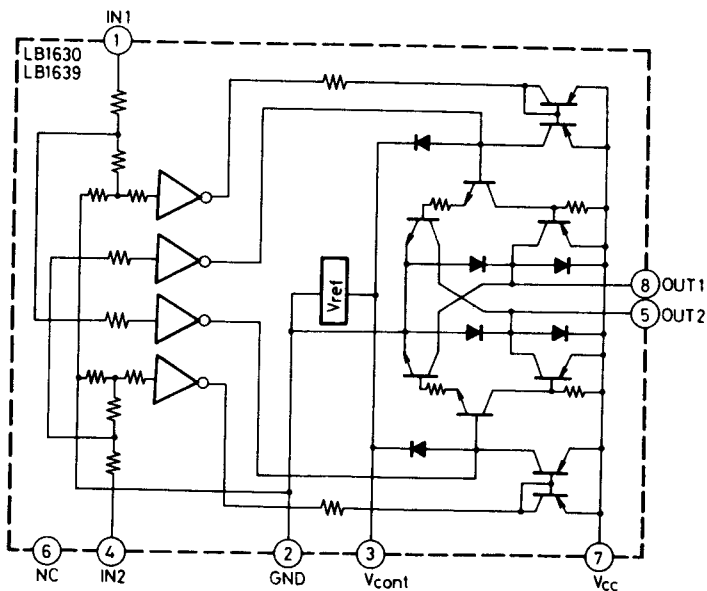 IN1
1
LB1630
LB1639
Vref
8 OUT1
5 OUT2
6 4 2 3 7
NC IN2 GND Vcont Vcc